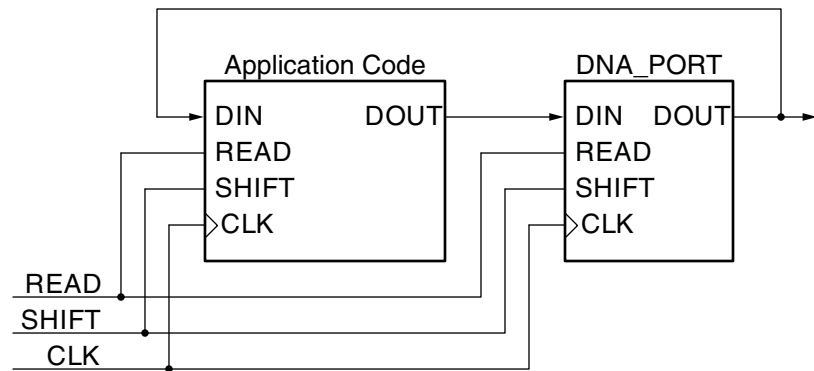 Application Code
DNA_PORT
DIN DOUT
READ
SHIFT
CLK
DIN DOUT
READ
SHIFT
CLK
READ
SHIFT
CLK